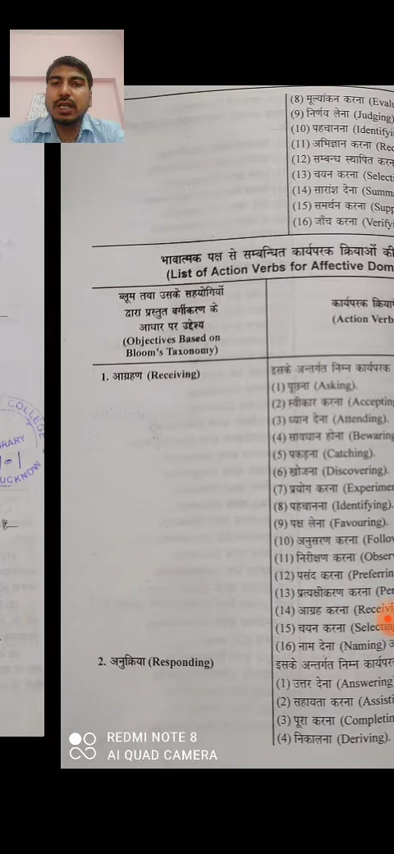 (8) मूल्यांकन करना (Evalu
(9) निर्णय लेना (Judging)
(10) पहचानना (Identify
(11) अभिज्ञान करना (Rec
(12) सम्बन्ध स्थापित करन
(13) चयन करना (Selecti
(14) सारांश देना (Summ
(15) समर्थन करना (Supp
(16) जाँच करना (Verifyi
भावात्मक पक्ष से सम्बन्धित कार्यपरक क्रियाओं की
(List of Action Verbs for Affective Dom
ब्लूम तथा उसके सहयोगियों
द्वारा प्रस्तुत वर्गीकरण के
आधार पर उद्देश्य
(Objectives Based on
Bloom's Taxonomy)
कार्यपरक क्रिया
(Action Verb
1. आग्रहण (Receiving)
इसके अन्तर्गत निम्न कार्यपरक
(1) पूछना (Asking).
(2) स्वीकार करना (Accepting
(3) ध्यान देना (Attending).
(4) सावधान होना (Bewaring
(5) पकड़ना (Catching).
(6) खोजना (Discovering).
(7) प्रयोग करना (Experimen
(8) पहचानना (Identifying).
(9) पक्ष लेना (Favouring).
(10) अनुसरण करना (Follov
(11) निरीक्षण करना (Obser
(12) पसंद करना (Preferrin
(13) प्रत्यक्षीकरण करना (Per
(14) आग्रह करना (Receivi
(15) चयन करना (Selecting
(16) नाम देना (Naming)
2. अनुक्रिया (Responding)
इसके अन्तर्गत निम्न कार्यपर
(1) उत्तर देना (Answering
(2) सहायता करना (Assisti
(3) पूरा करना (Completin
(4) निकालना (Deriving).
COLLEGE
RARY
UCKNOW
REDMI NOTE 8
AI QUAD CAMERA